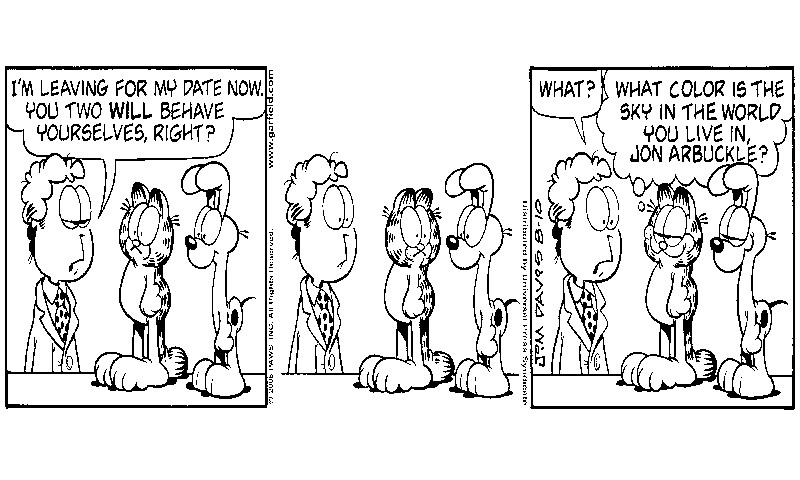 I'M LEAVING FOR MY DATE NOW.
YOU TWO WILL BEHAVE
YOURSELVES, RIGHT?
www.garfield.com
© 2006 PAWS, INC. All Rights Reserved.
Distributed by Universal Press Syndicate
WHAT?
WHAT COLOR IS THE
SKY IN THE WORLD
YOU LIVE IN,
JON ARBUCKLE?
JIM DAVIS 8-10